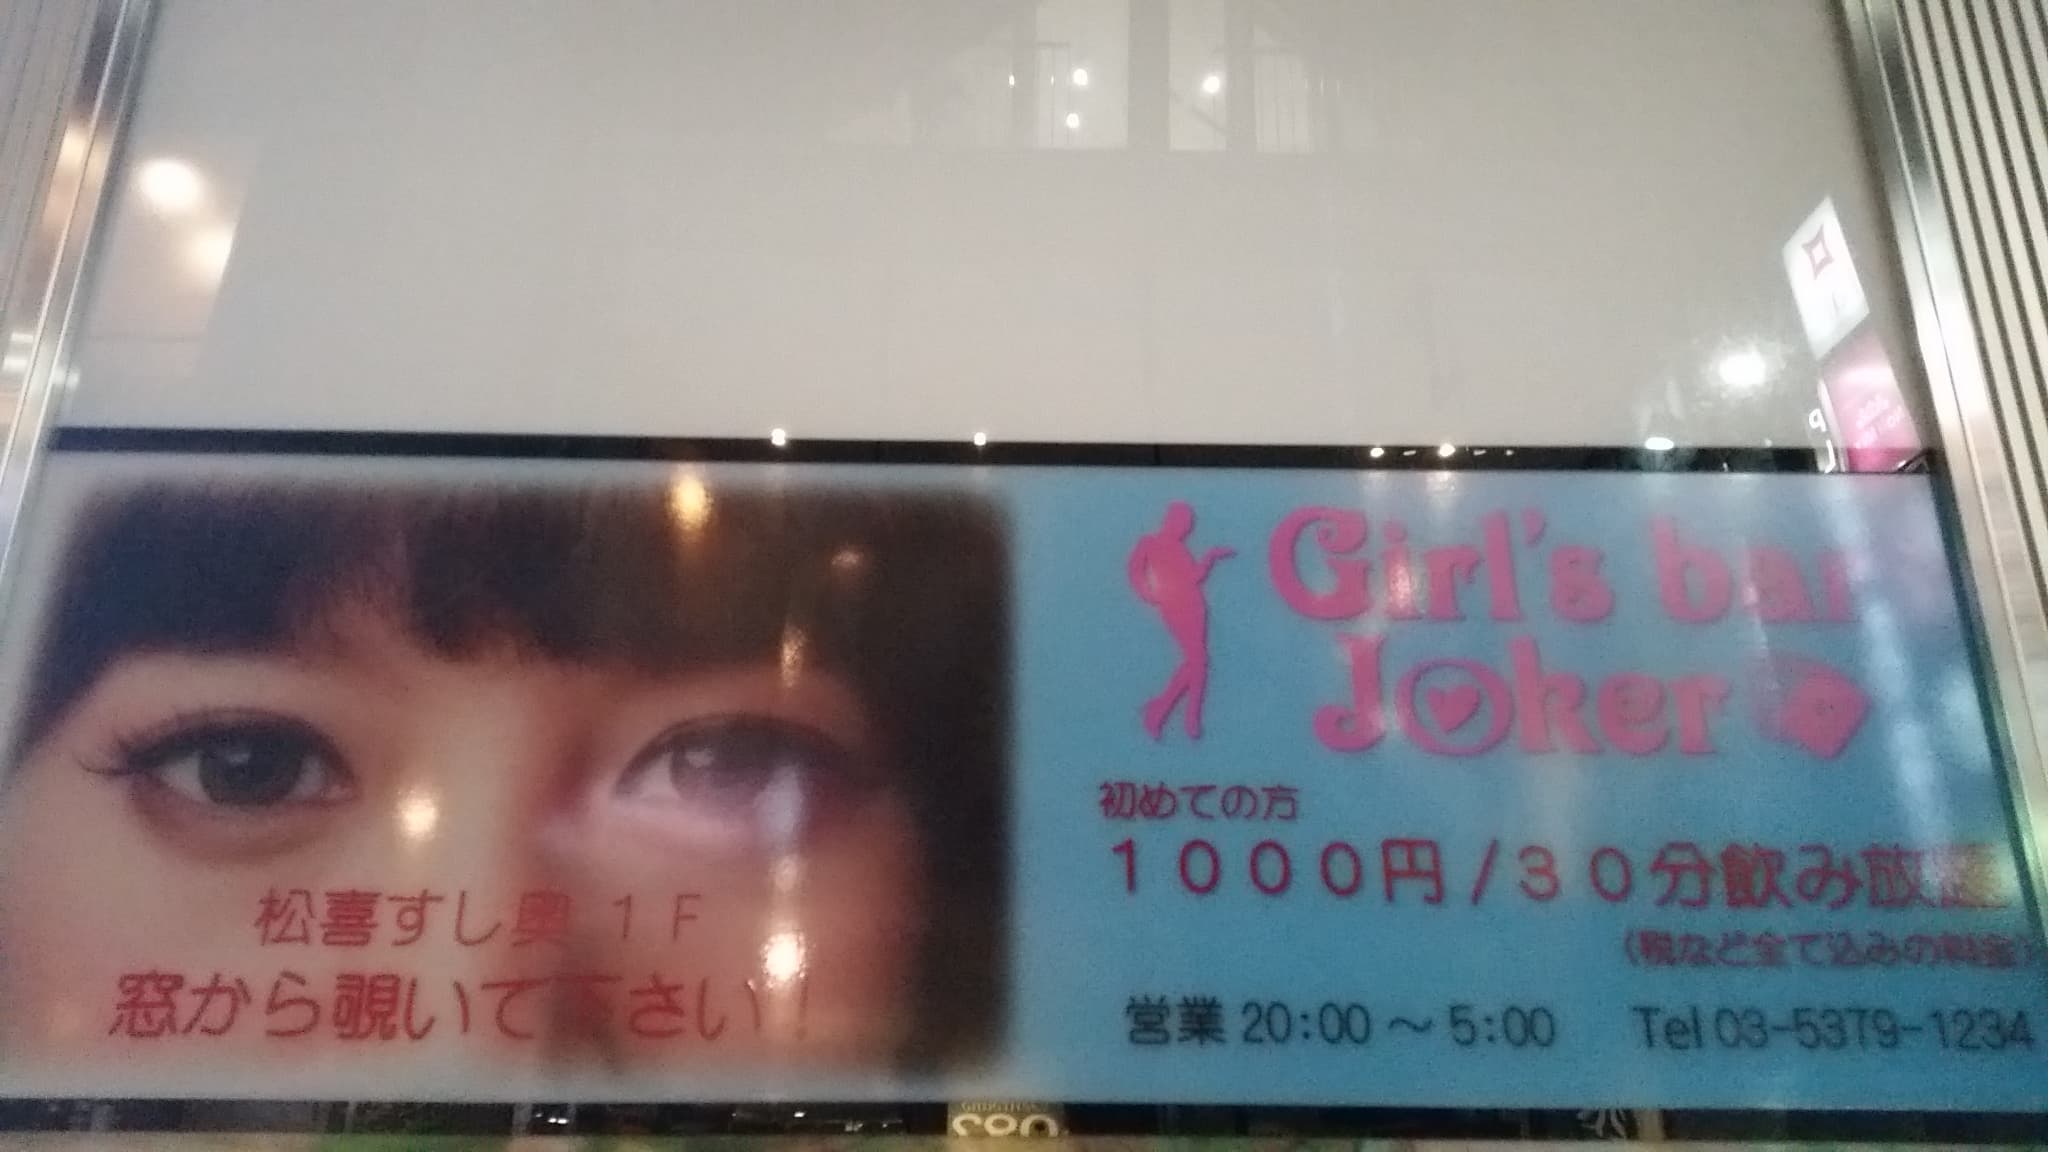 松喜すし奥 1F
窓から覗いて下さい!
Girl's bar
Joker
初めての方
1000円/30分飲み放題
(税など全て込みの料金)
営業 20:00～5:00 Tel 03-5379-1234